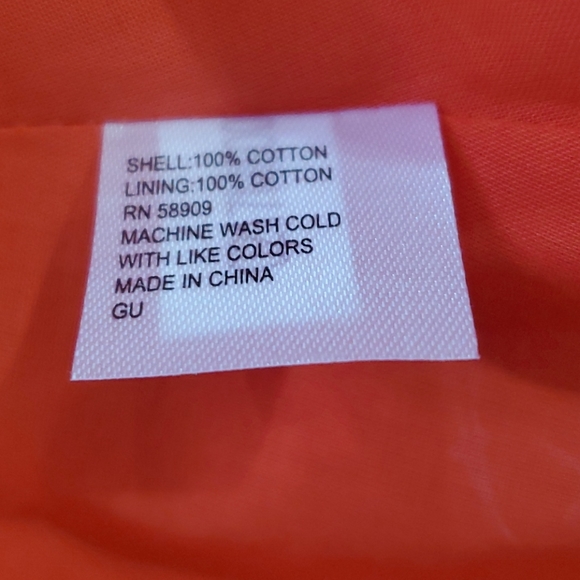 SHELL:100% COTTON
LINING:100% COTTON
RN 58909
MACHINE WASH COLD
WITH LIKE COLORS
MADE IN CHINA
GU